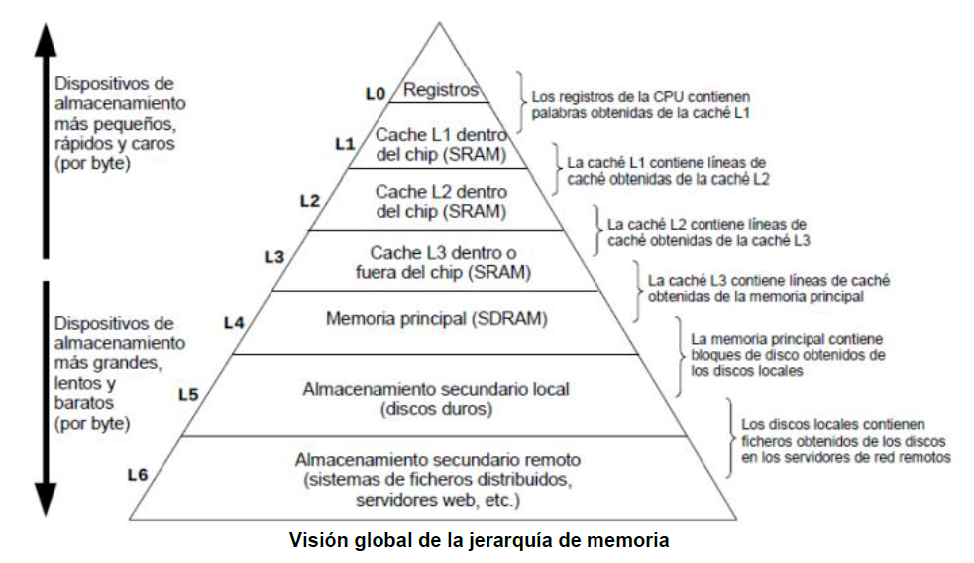 Dispositivos de
almacenamiento
más pequeños,
rápidos y caros
(por byte)
Dispositivos de
almacenamiento
más grandes,
lentos y
baratos
(por byte)
L0
Registros
L1
Cache L1 dentro
del chip (SRAM)
L2
Cache L2 dentro
del chip (SRAM)
L3
Cache L3 dentro o
fuera del chip (SRAM)
L4
Memoria principal (SDRAM)
L5
Almacenamiento secundario local
(discos duros)
L6
Almacenamiento secundario remoto
(sistemas de ficheros distribuidos,
servidores web, etc.)
Los registros de la CPU contienen
palabras obtenidas de la caché L1
La caché L1 contiene líneas de
caché obtenidas de la caché L2
La caché L2 contiene líneas de
caché obtenidas de la caché L3
La caché L3 contiene líneas de caché
obtenidas de la memoria principal
La memoria principal contiene
bloques de disco obtenidos de
los discos locales
Los discos locales contienen
ficheros obtenidos de los discos
en los servidores de red remotos
Visión global de la jerarquía de memoria